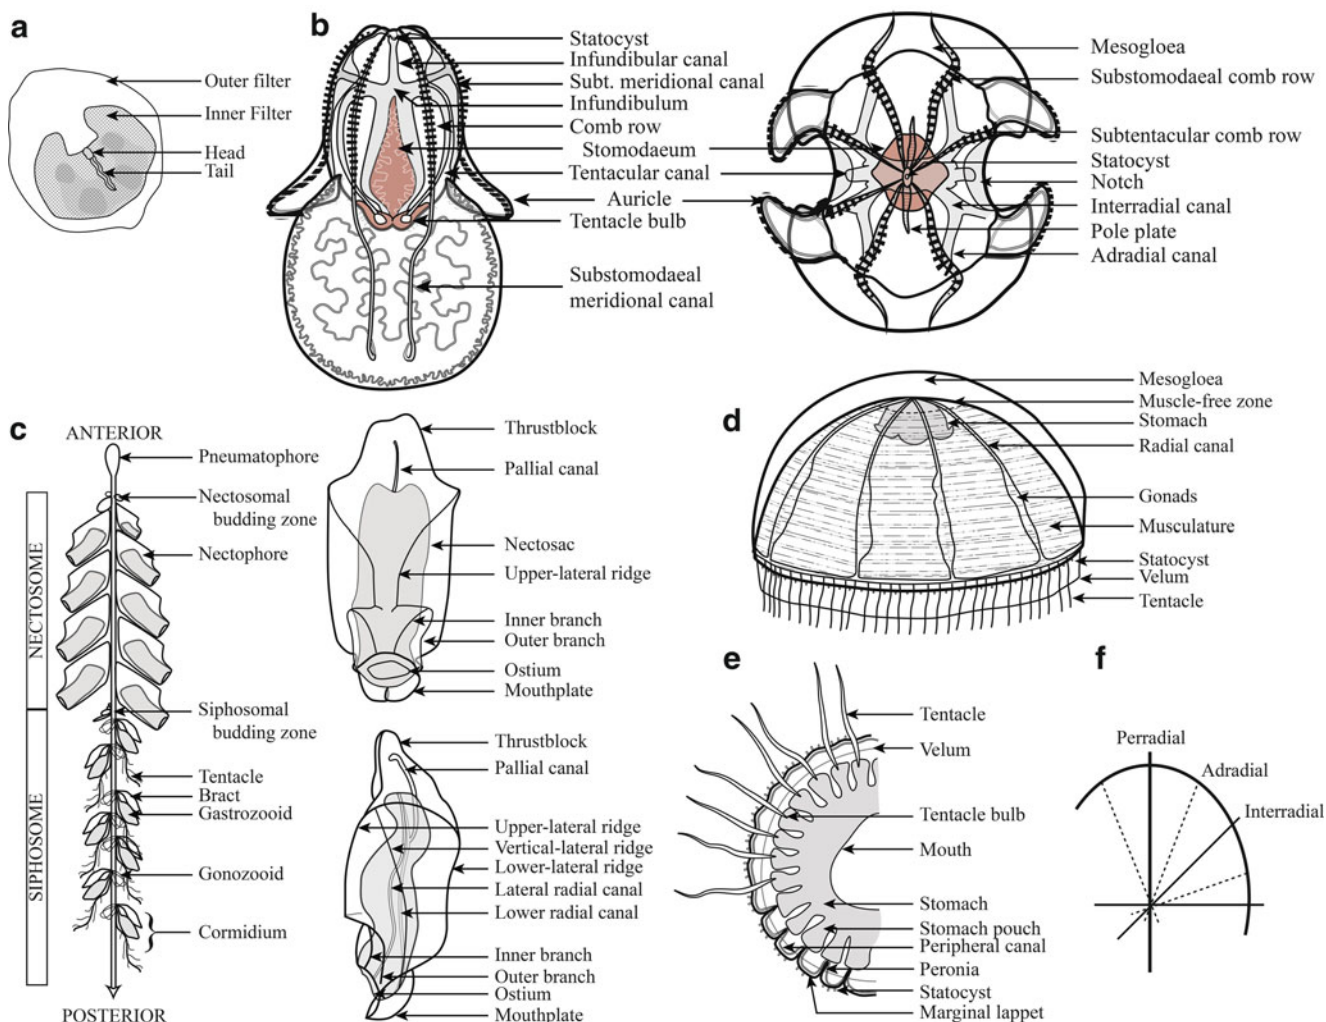 a
Outer filter
Inner Filter
Head
Tail
b
Statocyst
Infundibular canal
Subt. meridional canal
Infundibulum
Comb row
Stomodaeum
Tentacular canal
Auricle
Tentacle bulb
Substomodaeal
meridional canal
Mesogloea
Substomodaeal comb row
Subtentacular comb row
Statocyst
Notch
Interradial canal
Pole plate
Adradial canal
c
ANTERIOR
Pneumatophore
Nectosomal
budding zone
Nectophore
NECTOSOME
Siphosomal
budding zone
Tentacle
Bract
Gastrozooid
Gonozooid
Cormidium
SIPHOSOME
POSTERIOR
Thrustblock
Pallial canal
Nectosac
Upper-lateral ridge
Inner branch
Outer branch
Ostium
Mouthplate
Thrustblock
Pallial canal
Upper-lateral ridge
Vertical-lateral ridge
Lower-lateral ridge
Lateral radial canal
Lower radial canal
Inner branch
Outer branch
Ostium
Mouthplate
d
Mesogloea
Muscle-free zone
Stomach
Radial canal
Gonads
Musculature
Statocyst
Velum
Tentacle
e
Tentacle
Velum
Tentacle bulb
Mouth
Stomach
Stomach pouch
Peripheral canal
Peronia
Statocyst
Marginal lappet
f
Perradial
Adradial
Interradial